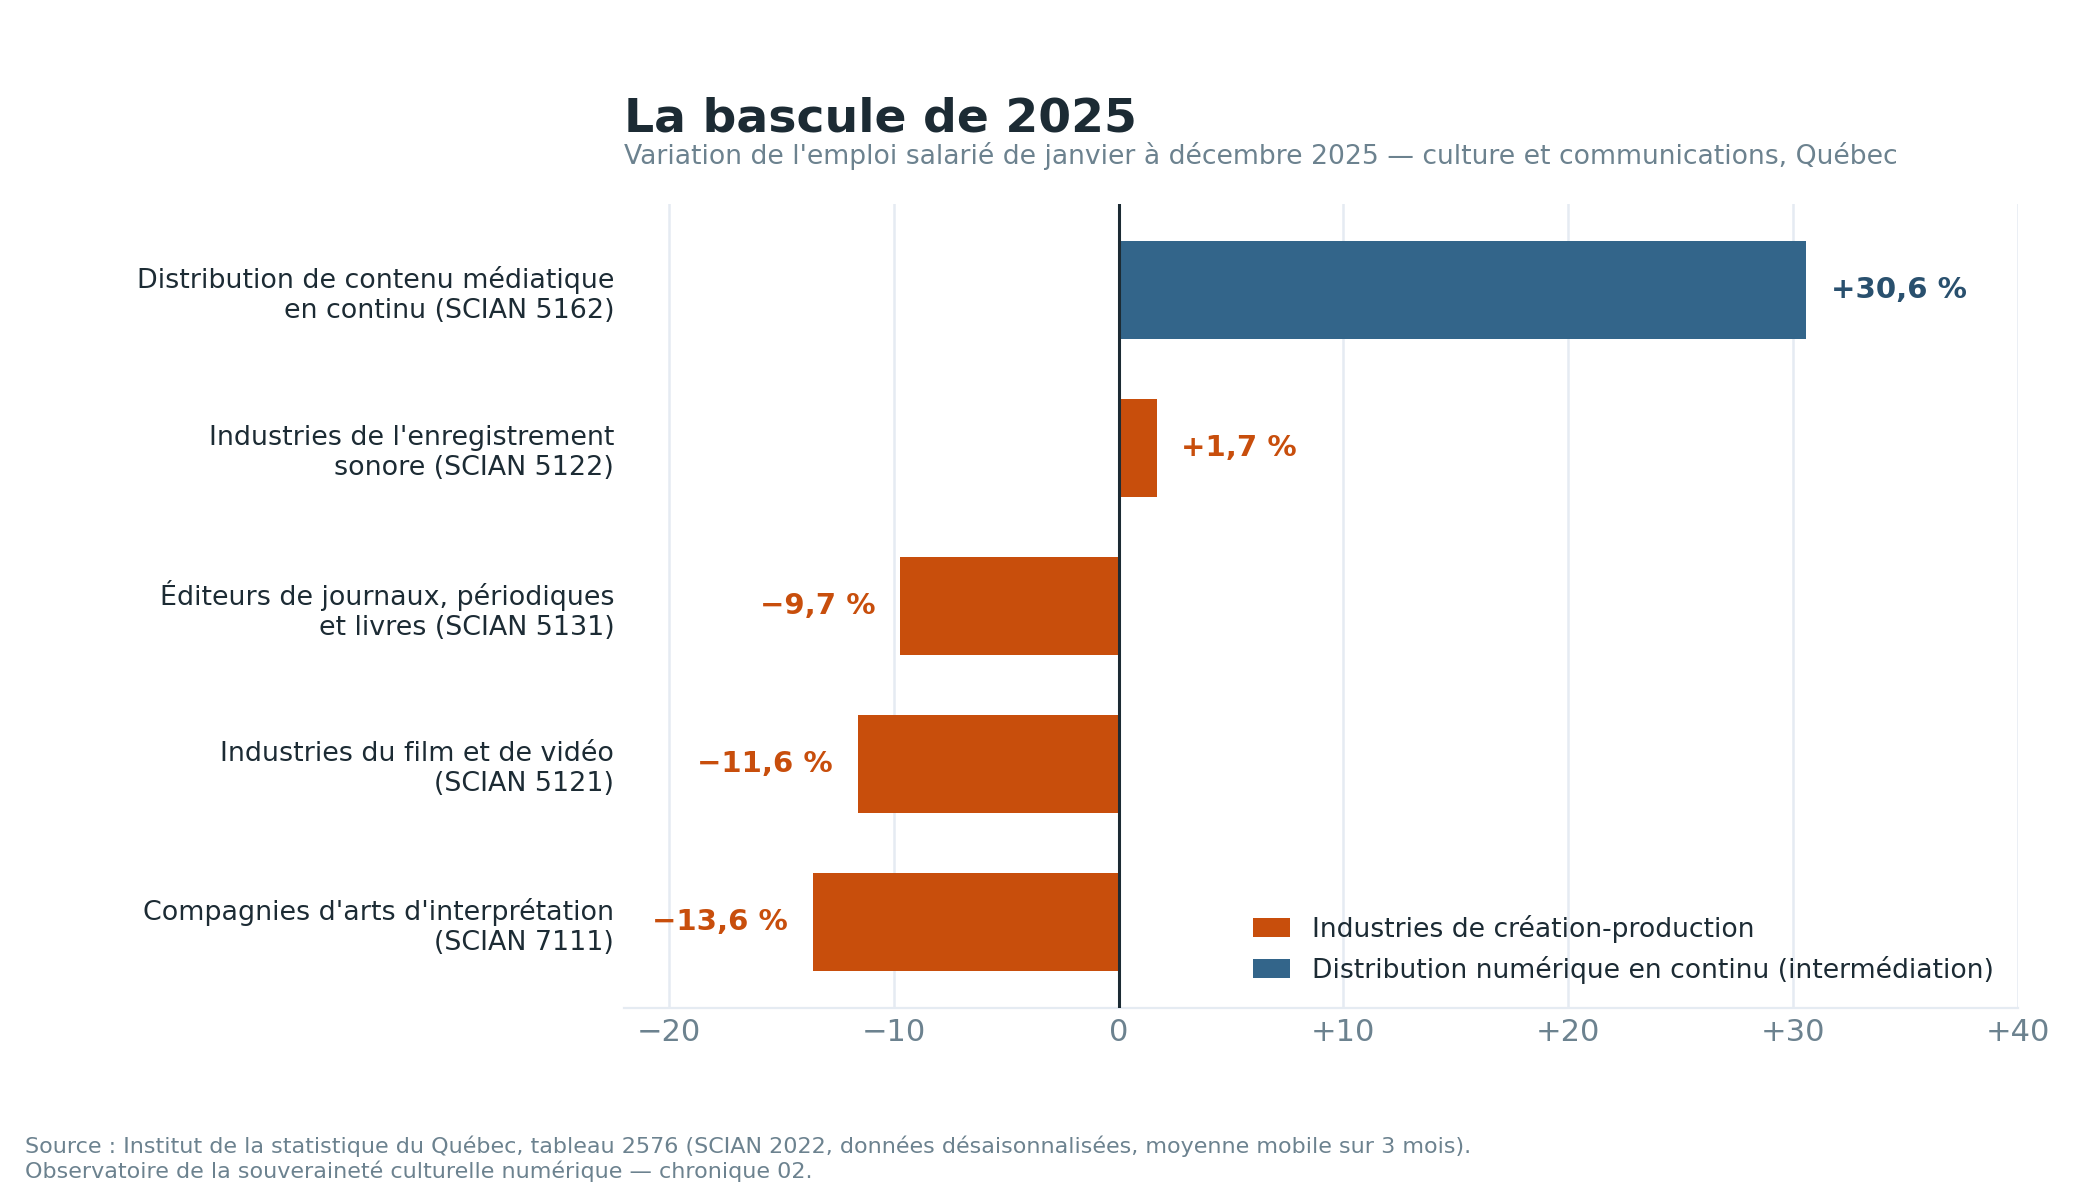 La bascule de 2025
Variation de l'emploi salarié de janvier à décembre 2025 — culture et communications, Québec
Distribution de contenu médiatique
en continu (SCIAN 5162)
+30,6 %
Industries de l'enregistrement
sonore (SCIAN 5122)
+1,7 %
Éditeurs de journaux, périodiques
et livres (SCIAN 5131)
−9,7 %
Industries du film et de vidéo
(SCIAN 5121)
−11,6 %
Compagnies d'arts d'interprétation
(SCIAN 7111)
−13,6 %
Industries de création-production
Distribution numérique en continu (intermédiation)
−20 −10 0 +10 +20 +30 +40
Source : Institut de la statistique du Québec, tableau 2576 (SCIAN 2022, données désaisonnalisées, moyenne mobile sur 3 mois).
Observatoire de la souveraineté culturelle numérique — chronique 02.